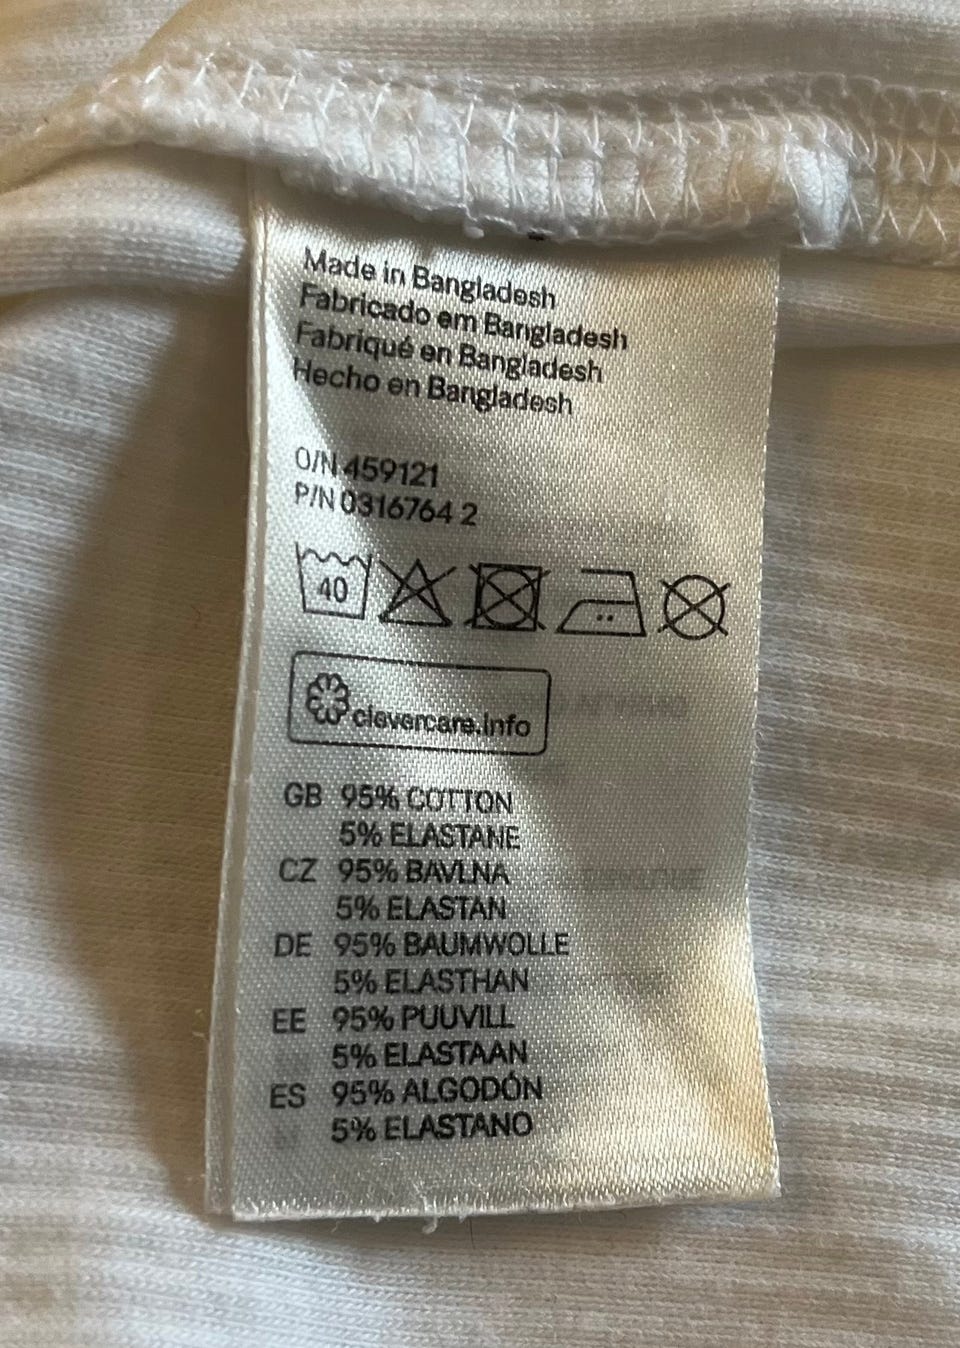 Made in Bangladesh
Fabricado em Bangladesh
Fabriqué en Bangladesh
Hecho en Bangladesh
O/N 459121
P/N 0316764 2
40
clevercare.info
GB 95% COTTON
5% ELASTANE
CZ 95% BAVLNA
5% ELASTAN
DE 95% BAUMWOLLE
5% ELASTHAN
EE 95% PUUVILL
5% ELASTAAN
ES 95% ALGODÓN
5% ELASTANO